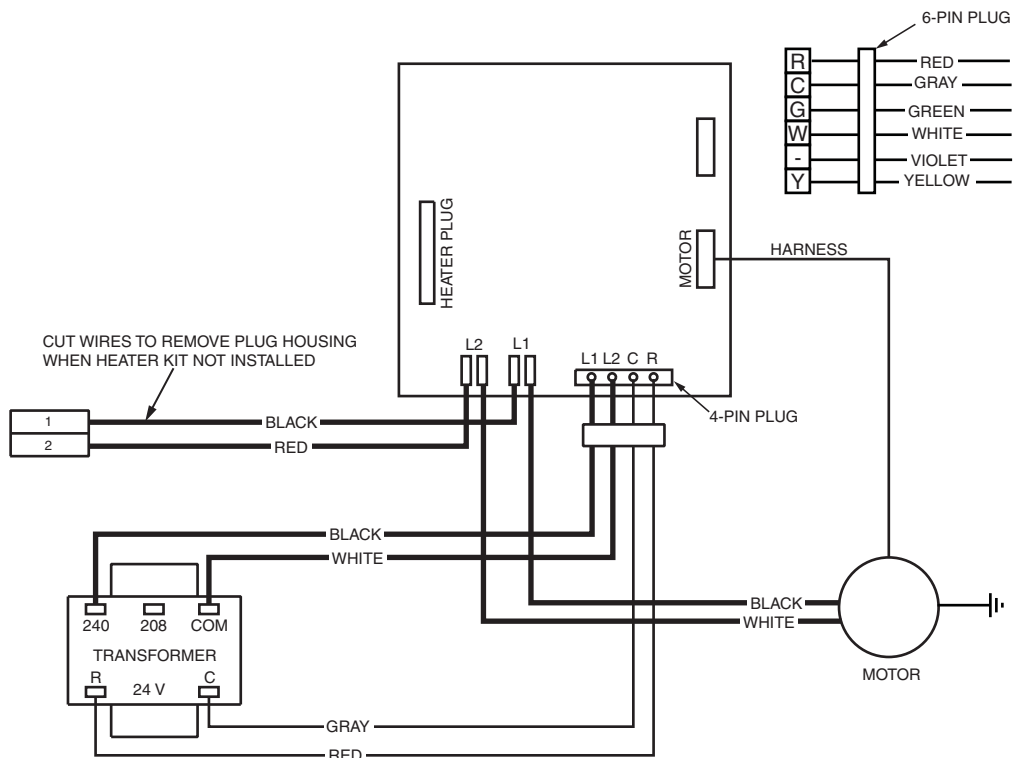 6-PIN PLUG
R
RED
C
GRAY
G
GREEN
W
WHITE
-
VIOLET
Y
YELLOW
HEATER PLUG
MOTOR
HARNESS
CUT WIRES TO REMOVE PLUG HOUSING
WHEN HEATER KIT NOT INSTALLED
L2
L1
L1 L2 C R
4-PIN PLUG
1
BLACK
2
RED
BLACK
WHITE
240
208
COM
TRANSFORMER
R
24 V
C
BLACK
WHITE
MOTOR
GRAY
RED